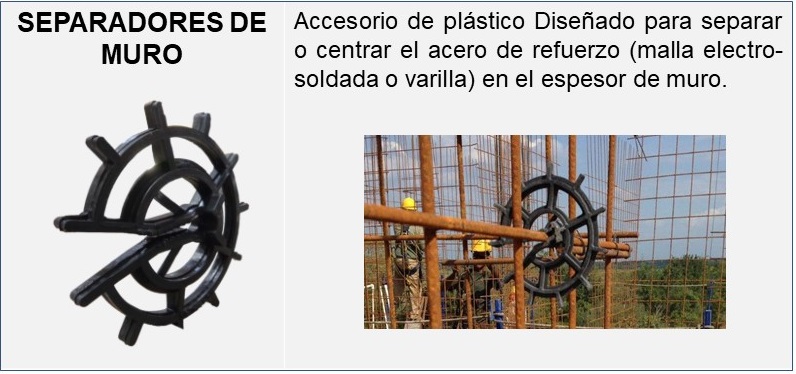 SEPARADORES DE
MURO
Accesorio de plástico Diseñado para separar
o centrar el acero de refuerzo (malla electro-
soldada o varilla) en el espesor de muro.